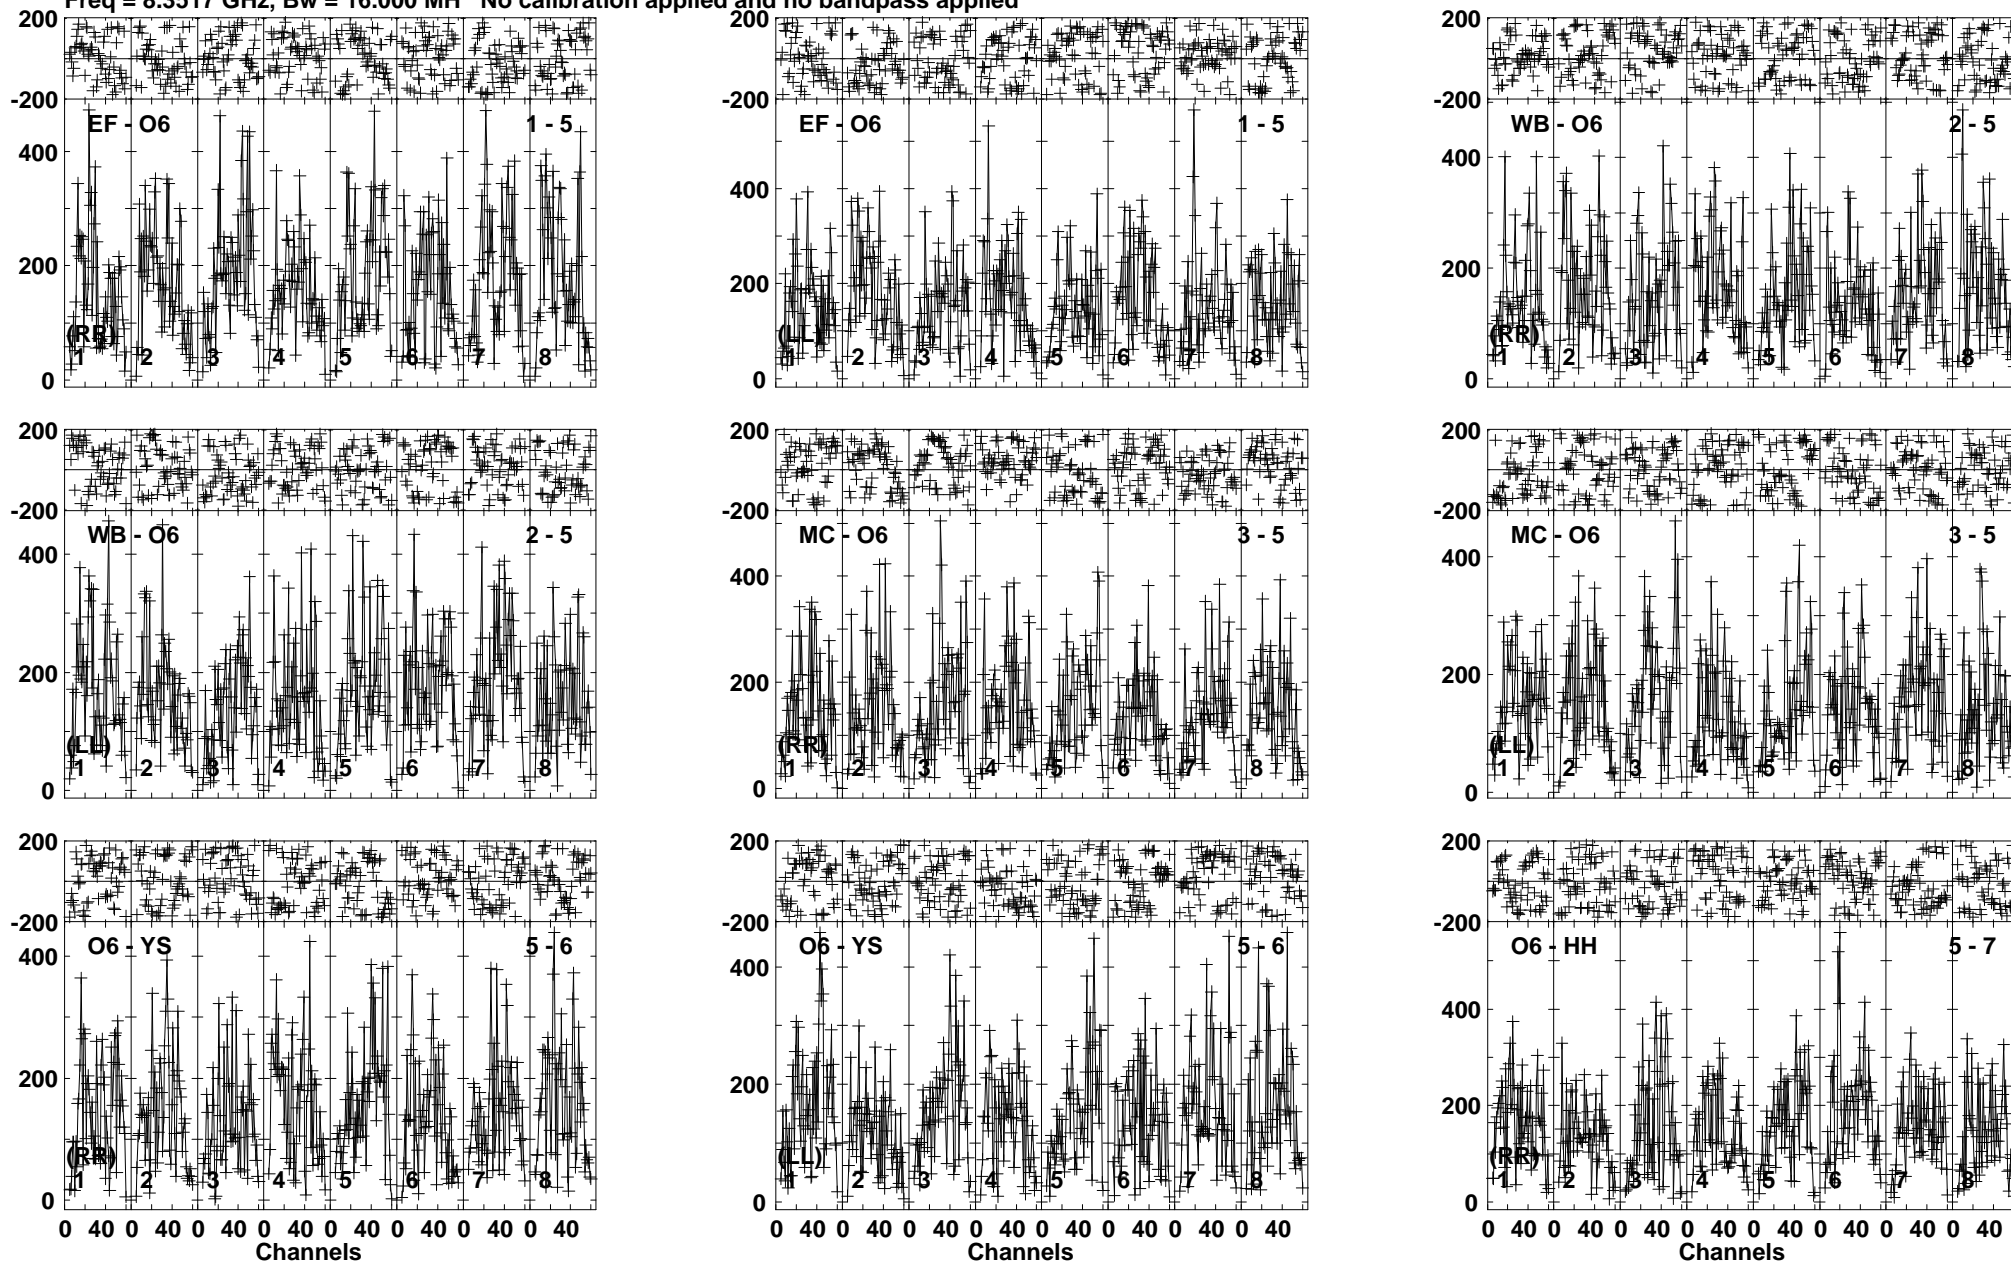 Freq = 8.3517 GHz, Bw = 16.000 MH No calibration applied and no bandpass applied
200 200 200
-200 -200 -200
EF - O6 1 - 5 EF - O6 1 - 5 WB - O6 2 - 5
400 400 400
200 200 200
(RR) (LL) (RR)
1 2 3 4 5 6 7 8 1 2 3 4 5 6 7 8 1 2 3 4 5 6 7 8
0 0 0
200 200 200
-200 -200 -200
WB - O6 2 - 5 MC - O6 3 - 5 MC - O6 3 - 5
400 400 400
200 200 200
(LL) (RR) (LL)
1 2 3 4 5 6 7 8 1 2 3 4 5 6 7 8 1 2 3 4 5 6 7 8
0 0 0
200 200 200
-200 -200 -200
O6 - YS 5 - 6 O6 - YS 5 - 6 O6 - HH 5 - 7
400 400 400
200 200 200
(RR) (LL) (RR)
1 2 3 4 5 6 7 8 1 2 3 4 5 6 7 8 1 2 3 4 5 6 7 8
0 0 0
0 40 0 40 0 40 0 40 0 40 0 40 0 40 0 40 0 40 0 40 0 40 0 40 0 40 0 40 0 40 0 40 0 40 0 40 0 40 0 40 0 40 0 40 0 40 0 40
Channels Channels